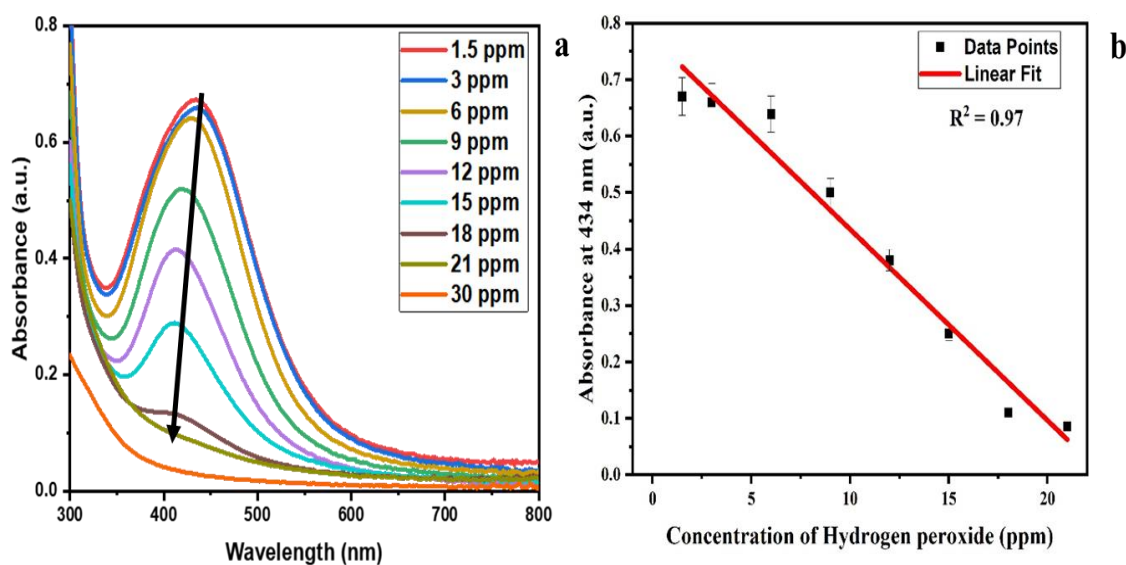 a
1.5 ppm
3 ppm
6 ppm
9 ppm
12 ppm
15 ppm
18 ppm
21 ppm
30 ppm
Absorbance (a.u.)
0.8
0.6
0.4
0.2
0.0
300 400 500 600 700 800
Wavelength (nm)
b
Data Points
Linear Fit
R² = 0.97
Absorbance at 434 nm (a.u.)
0.8
0.7
0.6
0.5
0.4
0.3
0.2
0.1
0.0
0 5 10 15 20
Concentration of Hydrogen peroxide (ppm)